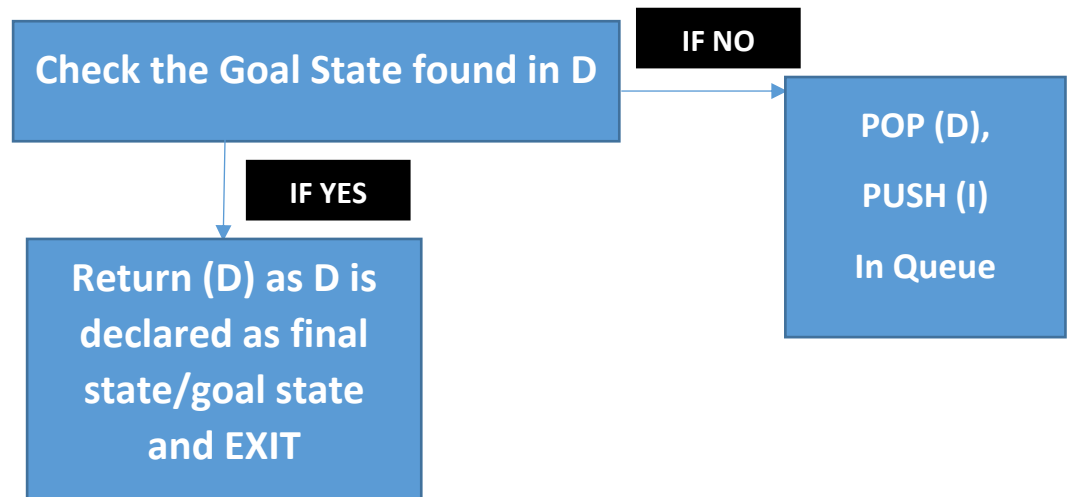 Check the Goal State found in D
IF NO
POP (D),
PUSH (I)
In Queue
IF YES
Return (D) as D is
declared as final
state/goal state
and EXIT